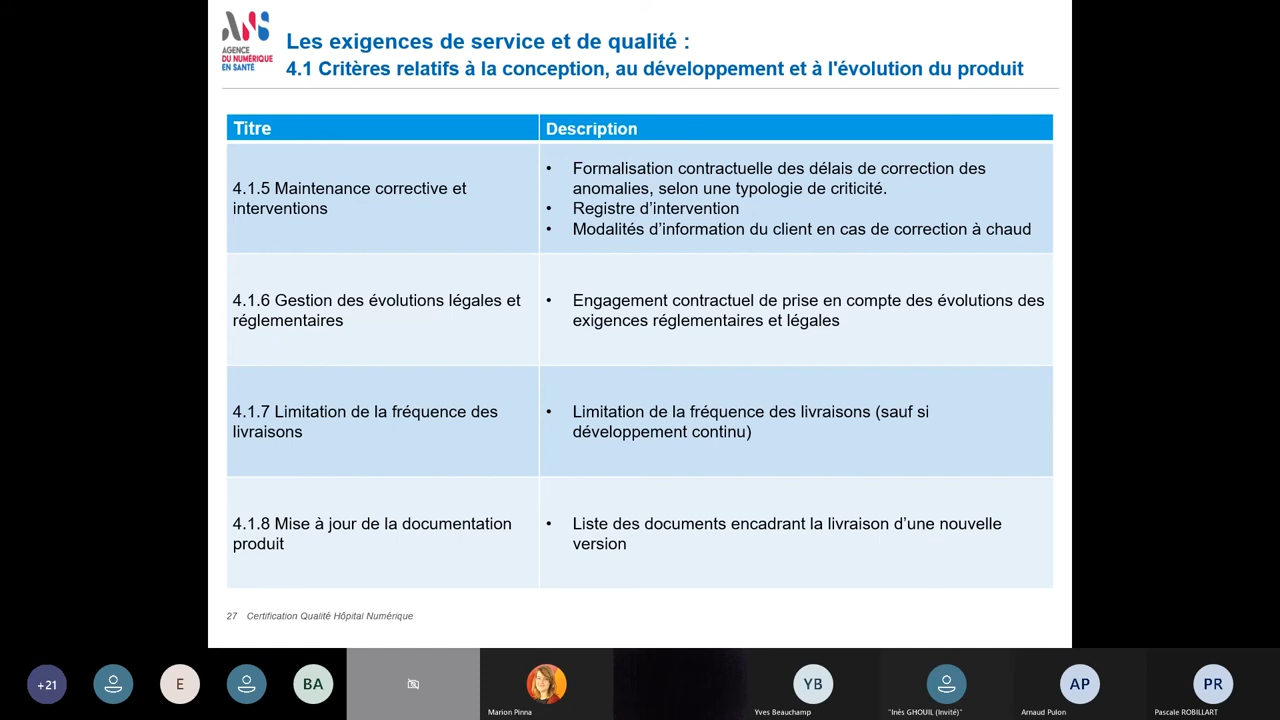 ANS
AGENCE
DU NUMÉRIQUE
EN SANTÉ
Les exigences de service et de qualité :
4.1 Critères relatifs à la conception, au développement et à l'évolution du produit
Titre
Description
4.1.5 Maintenance corrective et
interventions
• Formalisation contractuelle des délais de correction des
anomalies, selon une typologie de criticité.
• Registre d’intervention
• Modalités d’information du client en cas de correction à chaud
4.1.6 Gestion des évolutions légales et
réglementaires
• Engagement contractuel de prise en compte des évolutions des
exigences réglementaires et légales
4.1.7 Limitation de la fréquence des
livraisons
• Limitation de la fréquence des livraisons (sauf si
développement continu)
4.1.8 Mise à jour de la documentation
produit
• Liste des documents encadrant la livraison d’une nouvelle
version
27 Certification Qualité Hôpital Numérique
+21
E
BA
YB
AP
PR
Marion Pinna
Yves Beauchamp
"Inès GHOUIL (Invité)"
Arnaud Pulon
Pascale ROBILLART